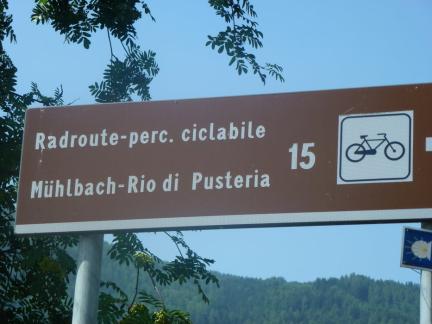 Radroute-perc. ciclabile
Mühlbach-Rio di Pusteria
15